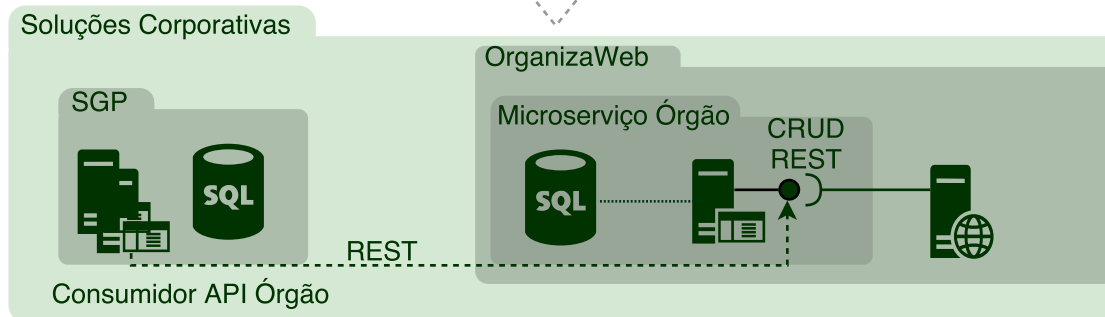 Soluções Corporativas
OrganizaWeb
SGP
Microserviço Órgão
CRUD
REST
SQL
SQL
REST
Consumidor API Órgão